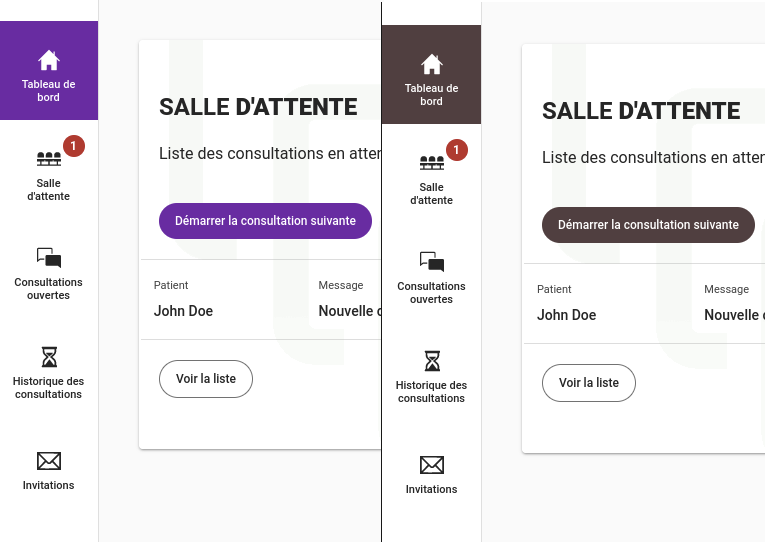 Tableau de
bord
1
Salle
d'attente
Consultations
ouvertes
Historique des
consultations
Invitations
SALLE D'ATTENTE
Liste des consultations en atten
Démarrer la consultation suivante
Patient
Message
John Doe
Nouvelle c
Voir la liste
Tableau de
bord
1
Salle
d'attente
Consultations
ouvertes
Historique des
consultations
Invitations
SALLE D'ATTENTE
Liste des consultations en atten
Démarrer la consultation suivante
Patient
Message
John Doe
Nouvelle c
Voir la liste